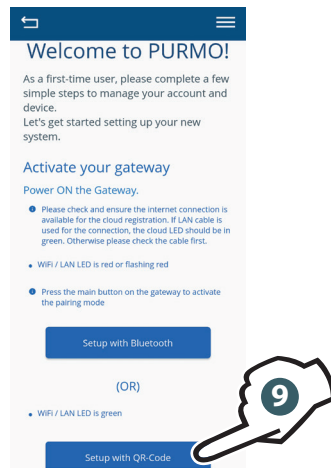 Welcome to PURMO!
As a first-time user, please complete a few
simple steps to manage your account and
device.
Let's get started setting up your new
system.
Activate your gateway
Power ON the Gateway.
Please check and ensure the internet connection is
available for the cloud registration. If LAN cable is
used for the connection, the cloud LED should be in
green. Otherwise please check the cable first.
WiFi / LAN LED is red or flashing red
Press the main button on the gateway to activate
the pairing mode
Setup with Bluetooth
(OR)
WiFi / LAN LED is green
Setup with QR-Code
9